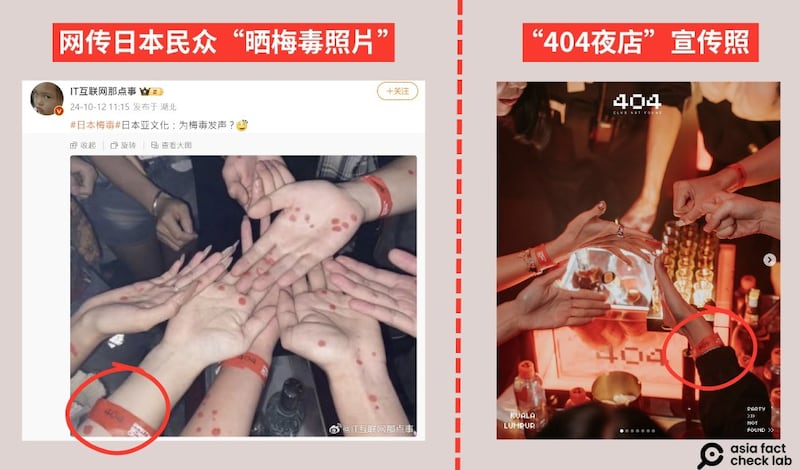 网传日本民众“晒梅毒照片”
“404夜店”宣传照
IT互联网那点事
24-10-12 11:15 发布于 湖北
+关注
#日本梅毒#日本亚文化：为梅毒发声？
收起 旋转 查看大图
404
@IT互联网那点事
404
CLUB NOT FOUND
404
KUALA
LUMPUR
PARTY
>>
NOT
FOUND >>
asia fact
check lab